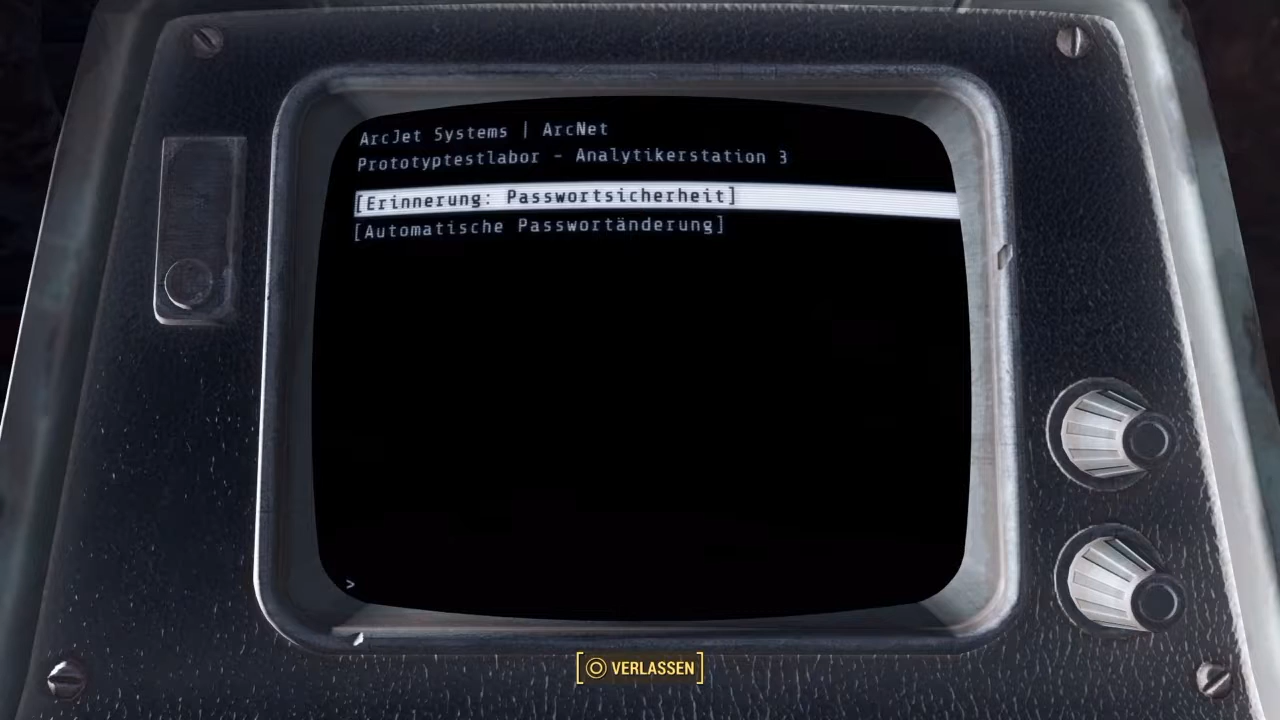 ArcJet Systems | ArcNet
Prototyptestlabor - Analytikerstation 3
[Erinnerung: Passwortsicherheit]
[Automatische Passwortänderung]
>
[ VERLASSEN]